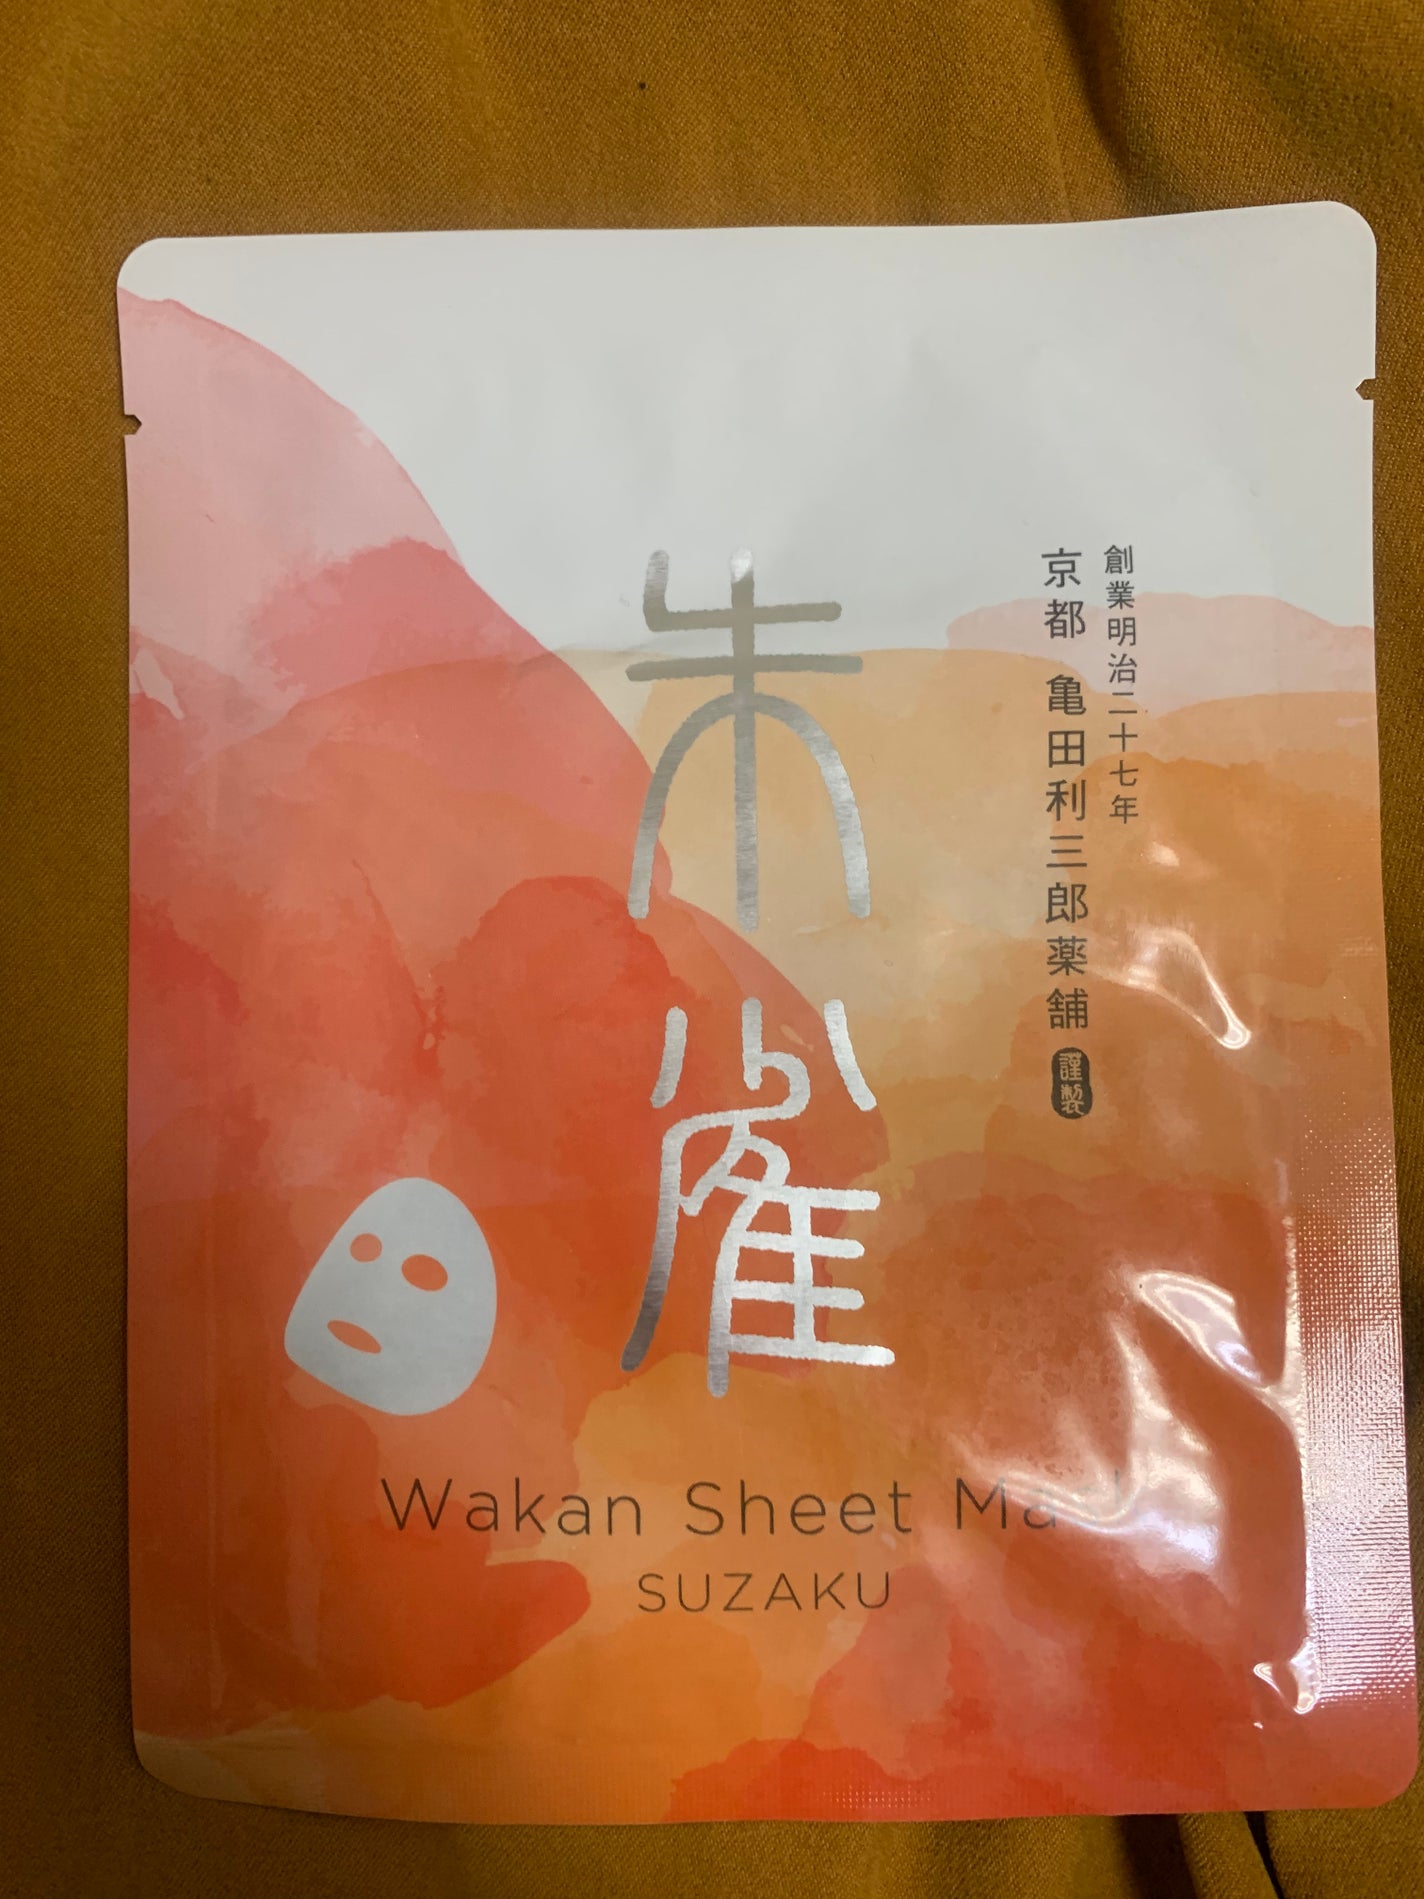 創業明治二十七年
京都 亀田利三郎薬舗
謹製
朱雀
Wakan Sheet Mask
SUZAKU